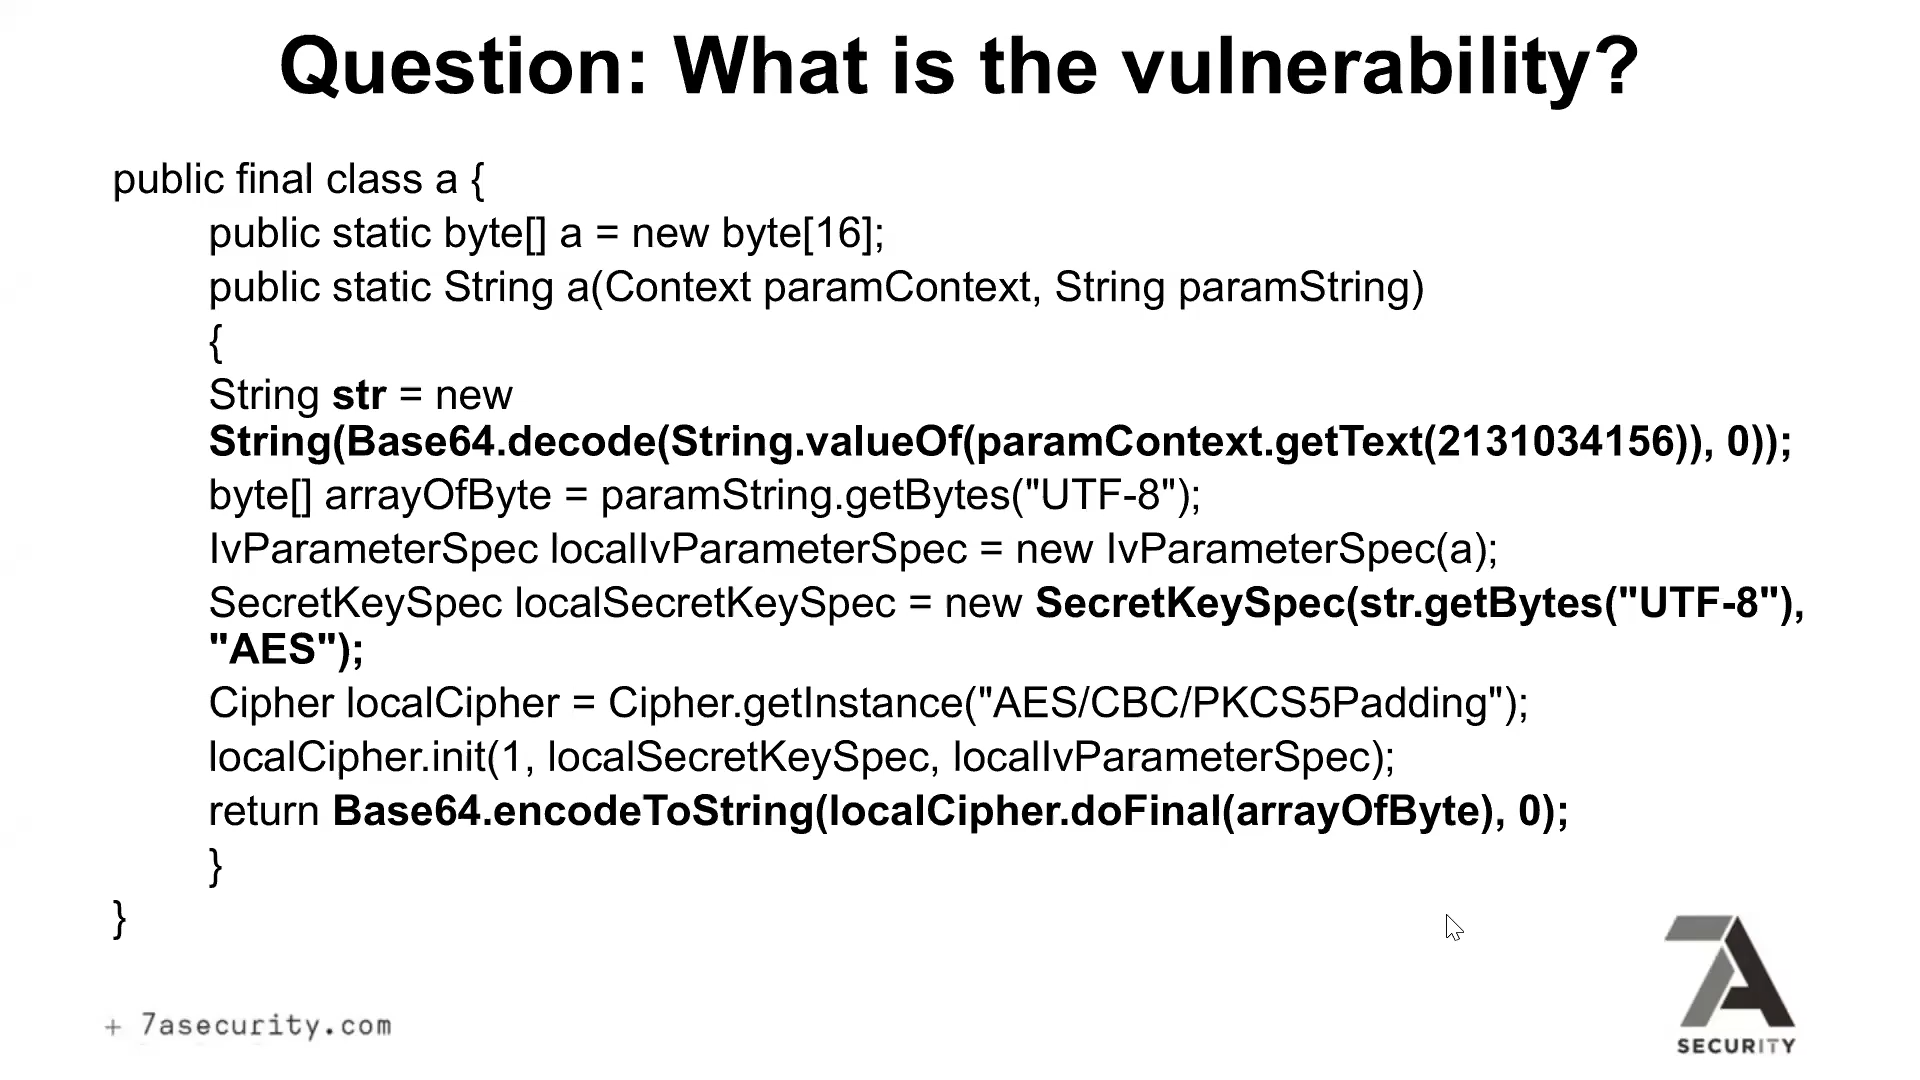 Question: What is the vulnerability?
public final class a {
public static byte[] a = new byte[16];
public static String a(Context paramContext, String paramString)
{
String str = new
String(Base64.decode(String.valueOf(paramContext.getText(2131034156)), 0));
byte[] arrayOfByte = paramString.getBytes("UTF-8");
IvParameterSpec localIvParameterSpec = new IvParameterSpec(a);
SecretKeySpec localSecretKeySpec = new SecretKeySpec(str.getBytes("UTF-8"),
"AES");
Cipher localCipher = Cipher.getInstance("AES/CBC/PKCS5Padding");
localCipher.init(1, localSecretKeySpec, localIvParameterSpec);
return Base64.encodeToString(localCipher.doFinal(arrayOfByte), 0);
}
}
+ 7asecurity.com
7A
SECURITY